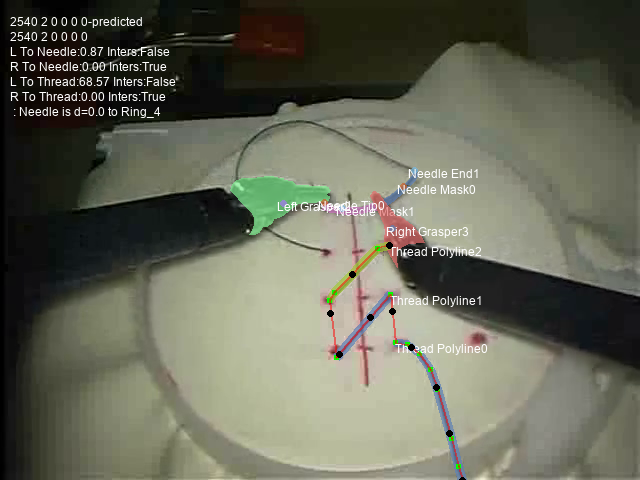 2540 2 0 0 0 0-predicted
2540 2 0 0 0 0
L To Needle:0.87 Inters:False
R To Needle:0.00 Inters:True
L To Thread:68.57 Inters:False
R To Thread:0.00 Inters:True
: Needle is d=0.0 to Ring_4
Needle End1
Needle Mask0
Needle Tip0
Needle Mask1
Right Grasper3
Thread Polyline2
Thread Polyline1
Thread Polyline0